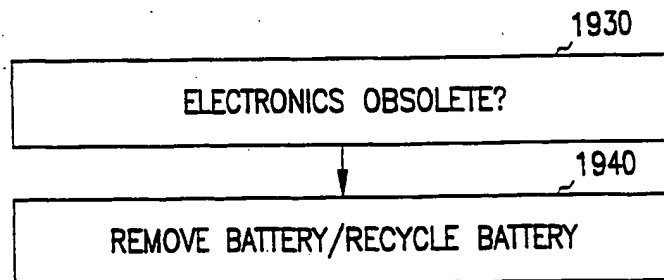 1930
ELECTRONICS OBSOLETE?
1940
REMOVE BATTERY/RECYCLE BATTERY